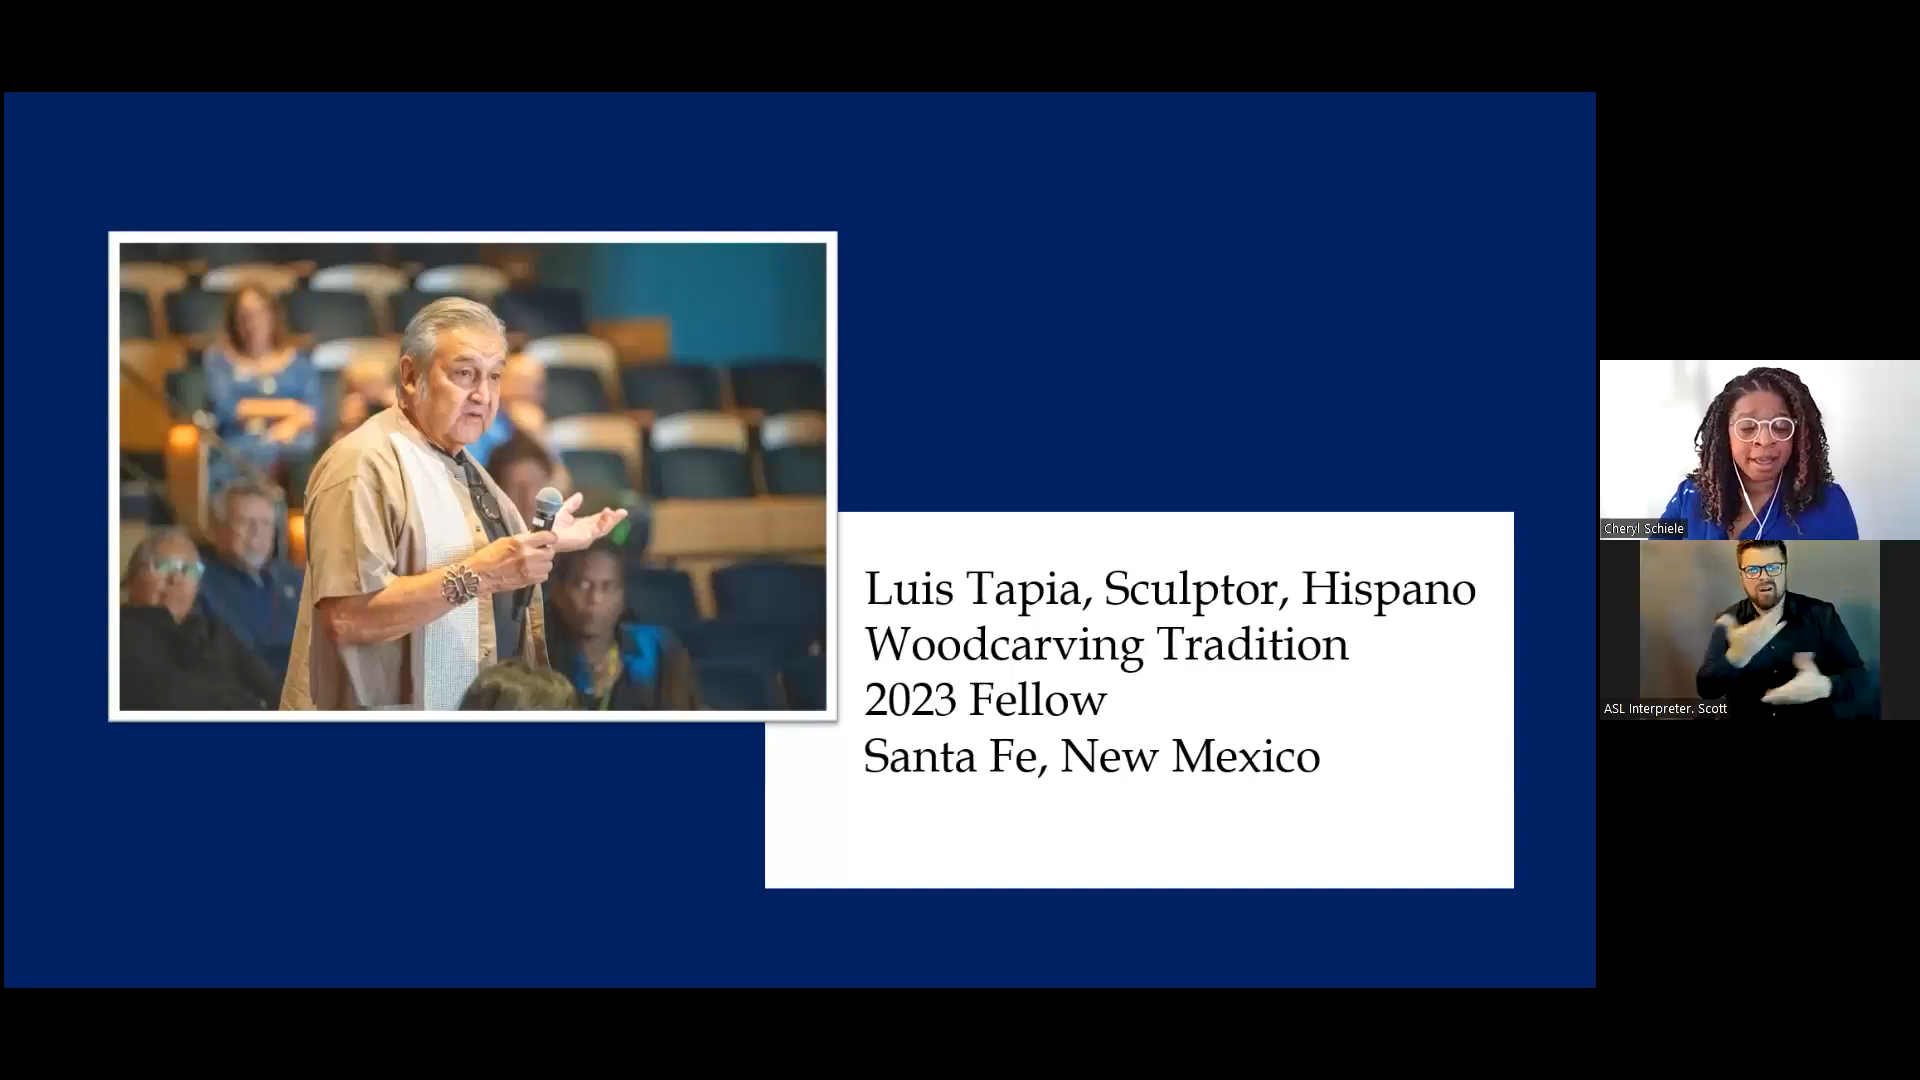 Luis Tapia, Sculptor, Hispano
Woodcarving Tradition
2023 Fellow
Santa Fe, New Mexico
Cheryl Schiele
ASL Interpreter. Scott